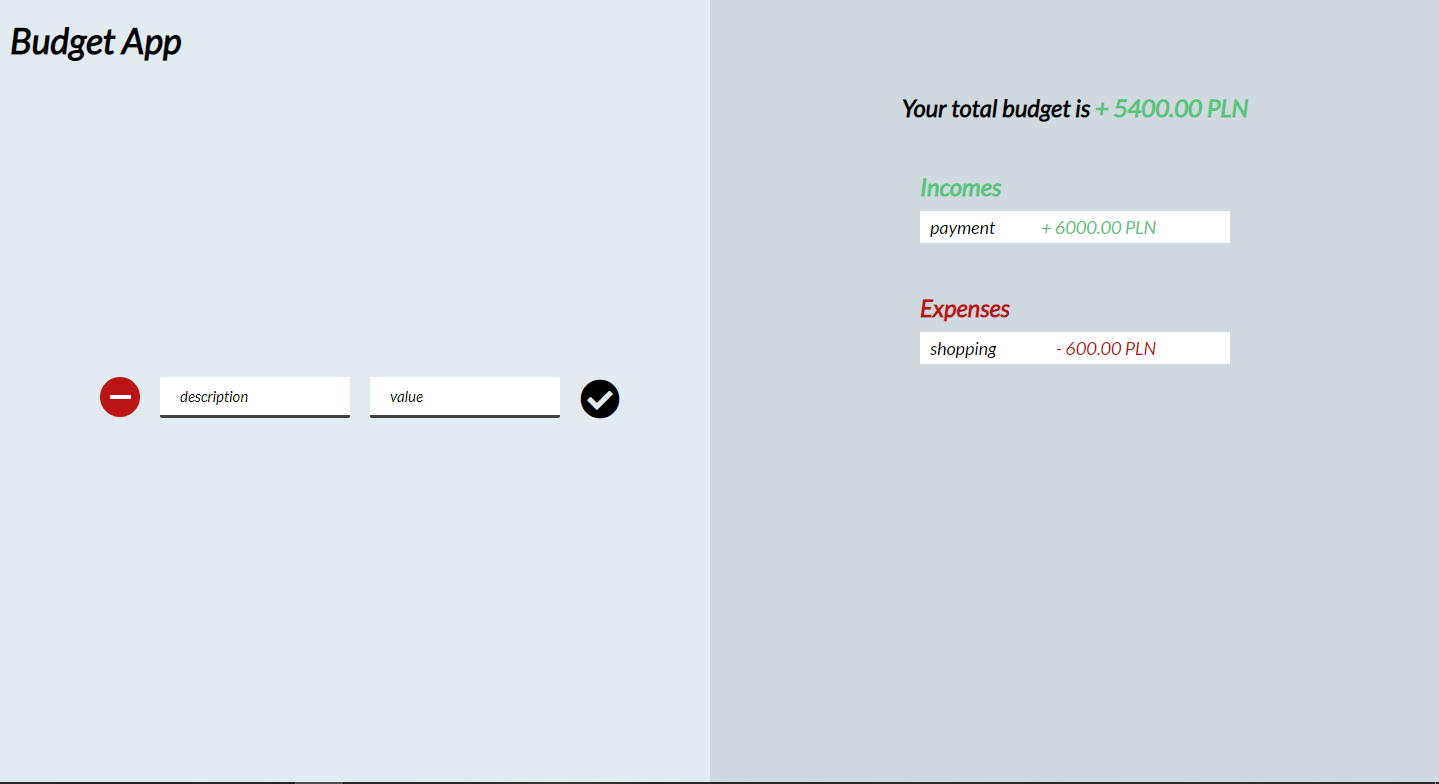 Budget App
description
value
Your total budget is + 5400.00 PLN
Incomes
payment + 6000.00 PLN
Expenses
shopping - 600.00 PLN